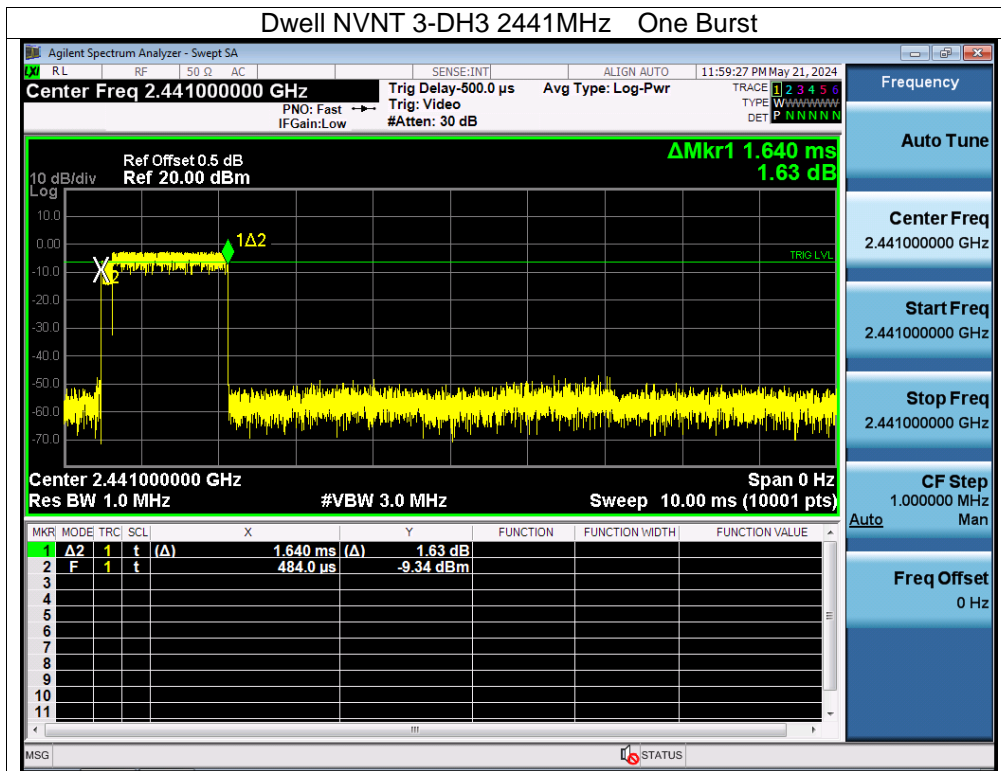 Dwell NVNT 3-DH3 2441MHz    One Burst
Agilent Spectrum Analyzer - Swept SA
LXI RL RF 50 Ω AC SENSE:INT ALIGN AUTO 11:59:27 PM May 21, 2024
Center Freq 2.441000000 GHz Trig Delay-500.0 µs Avg Type: Log-Pwr TRACE 1 2 3 4 5 6
PNO: Fast Trig: Video TYPE WWWWWWW
IFGain:Low #Atten: 30 dB DET P N N N N N
ΔMkr1 1.640 ms
1.63 dB
Ref Offset 0.5 dB
10 dB/div Ref 20.00 dBm
Log
10.0
0.00
-10.0
-20.0
-30.0
-40.0
-50.0
-60.0
-70.0
1Δ2
2
TRIG LVL
Center 2.441000000 GHz Span 0 Hz
Res BW 1.0 MHz #VBW 3.0 MHz Sweep 10.00 ms (10001 pts)
MKR MODE TRC SCL X Y FUNCTION FUNCTION WIDTH FUNCTION VALUE
1 Δ2 1 t (Δ) 1.640 ms (Δ) 1.63 dB
2 F 1 t 484.0 µs -9.34 dBm
3
4
5
6
7
8
9
10
11
MSG STATUS
Frequency
Auto Tune
Center Freq
2.441000000 GHz
Start Freq
2.441000000 GHz
Stop Freq
2.441000000 GHz
CF Step
1.000000 MHz
Auto Man
Freq Offset
0 Hz